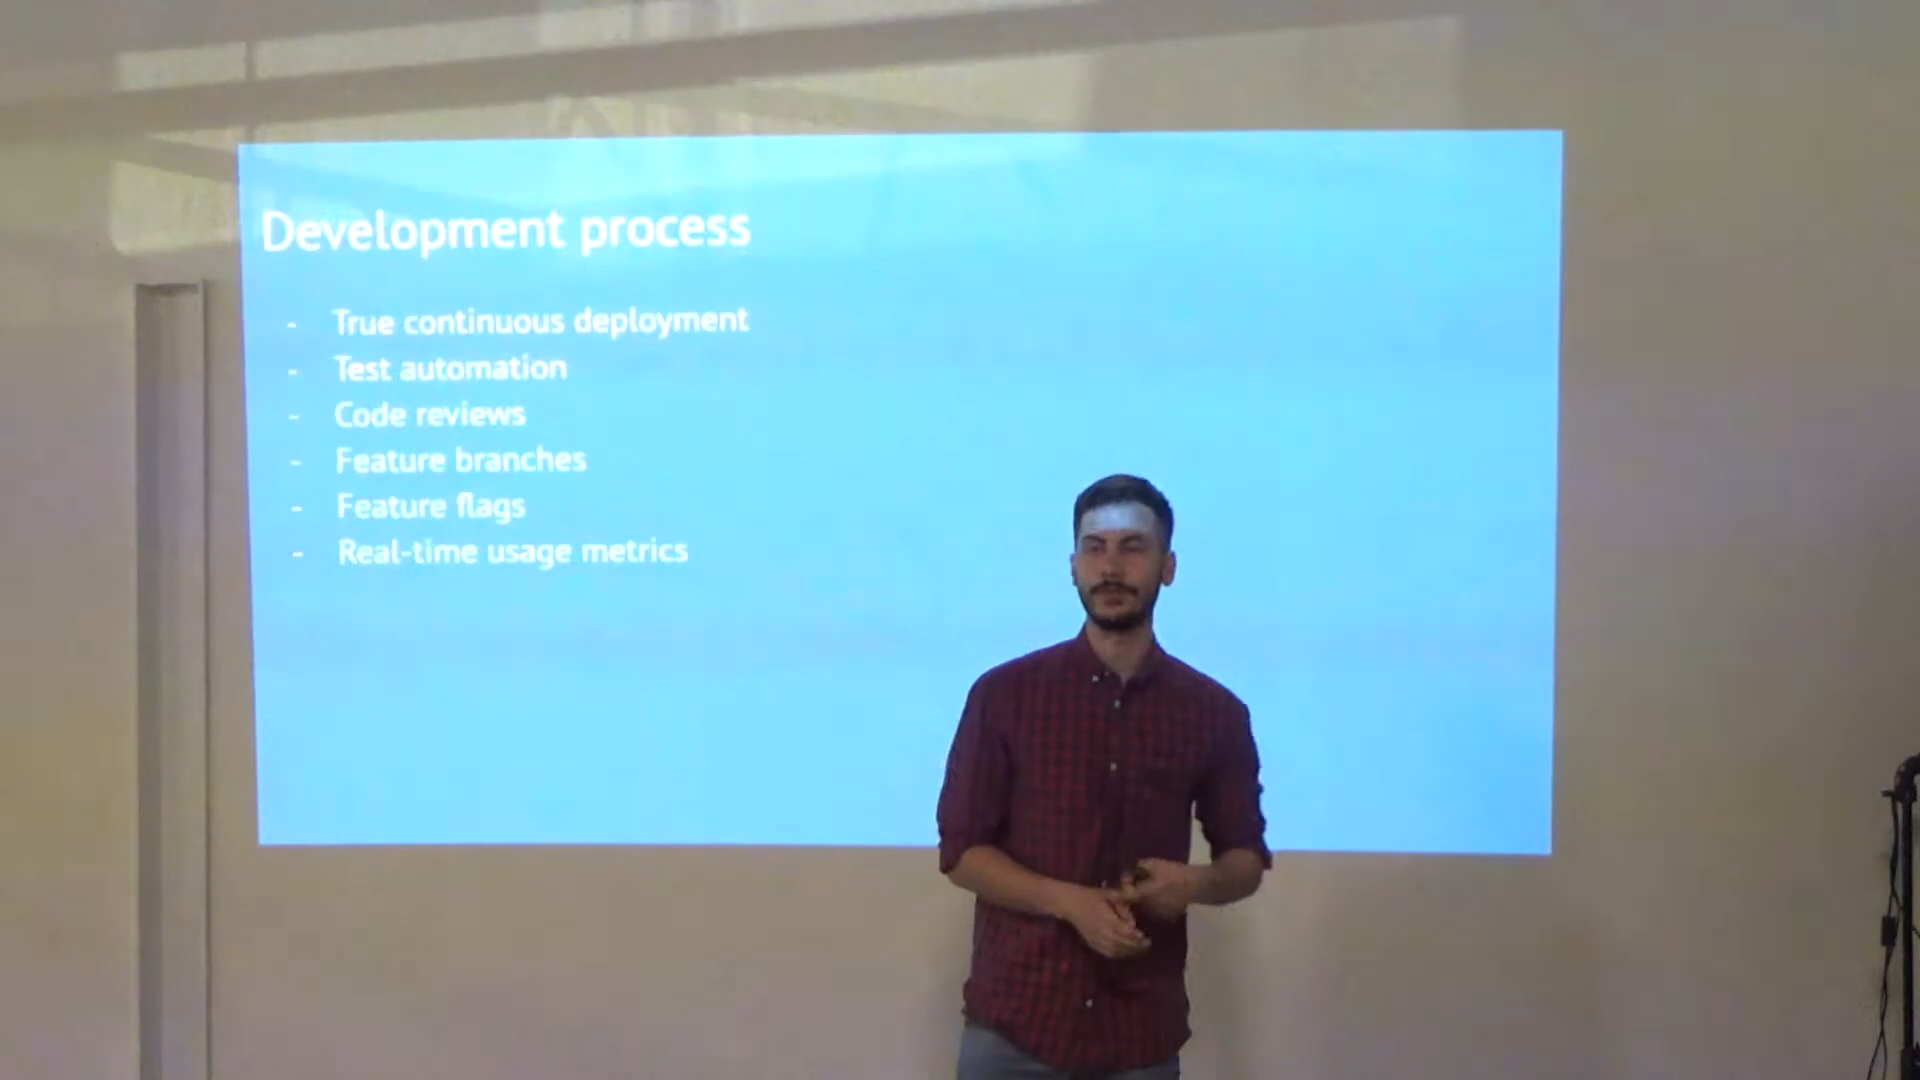 Development process
- True continuous deployment
- Test automation
- Code reviews
- Feature branches
- Feature flags
- Real-time usage metrics